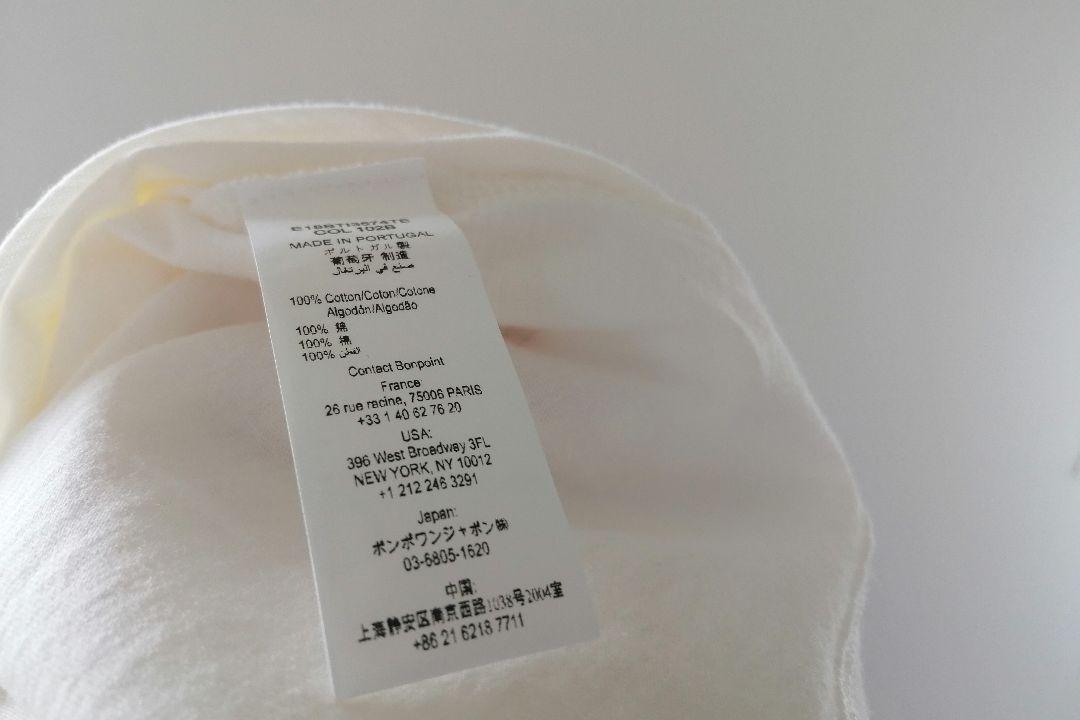 COL 102B
MADE IN PORTUGAL
ポルトガル製
葡萄牙 制造
صنع في البرتغال
100% Cotton/Coton/Cotone
Algodón/Algodão
100% 綿
100% 棉
100% القطن
Contact Bonpoint
France:
26 rue racine, 75006 PARIS
+33 1 40 62 76 20
USA:
396 West Broadway 3FL
NEW YORK, NY 10012
+1 212 246 3291
Japan:
ボンポワンジャポン㈱
03-6805-1620
中国:
上海静安区南京西路1038号2004室
+86 21 6218 7711